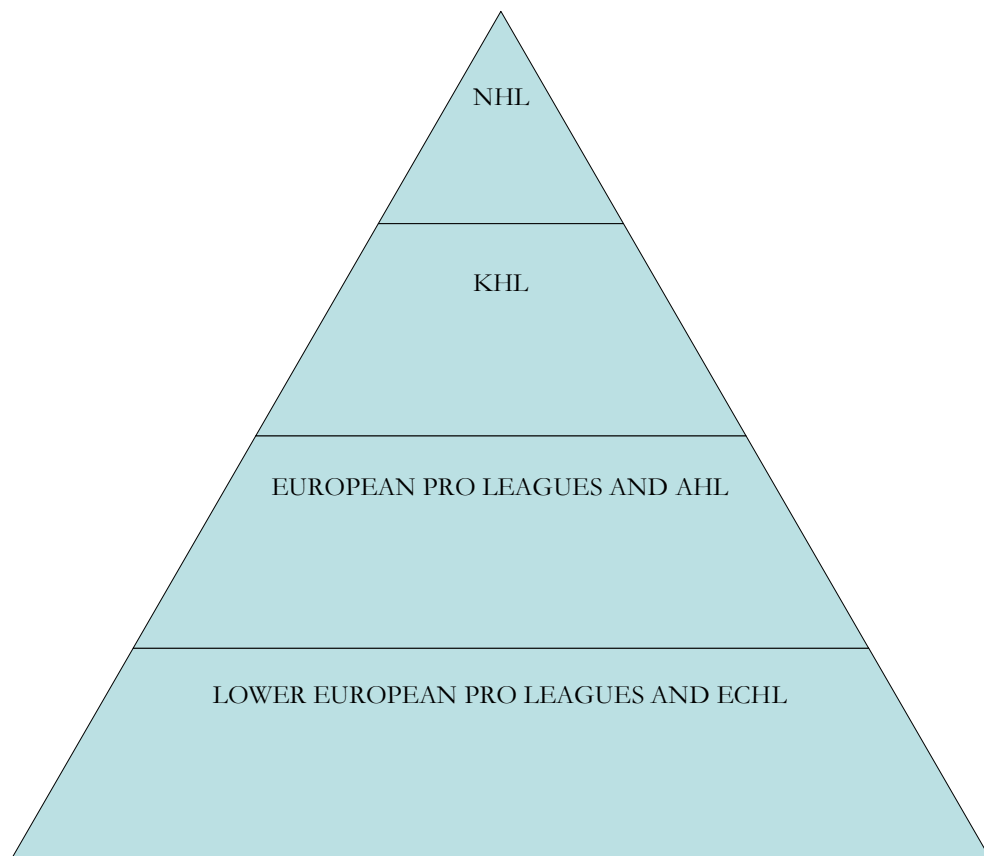 NHL
KHL
EUROPEAN PRO LEAGUES AND AHL
LOWER EUROPEAN PRO LEAGUES AND ECHL